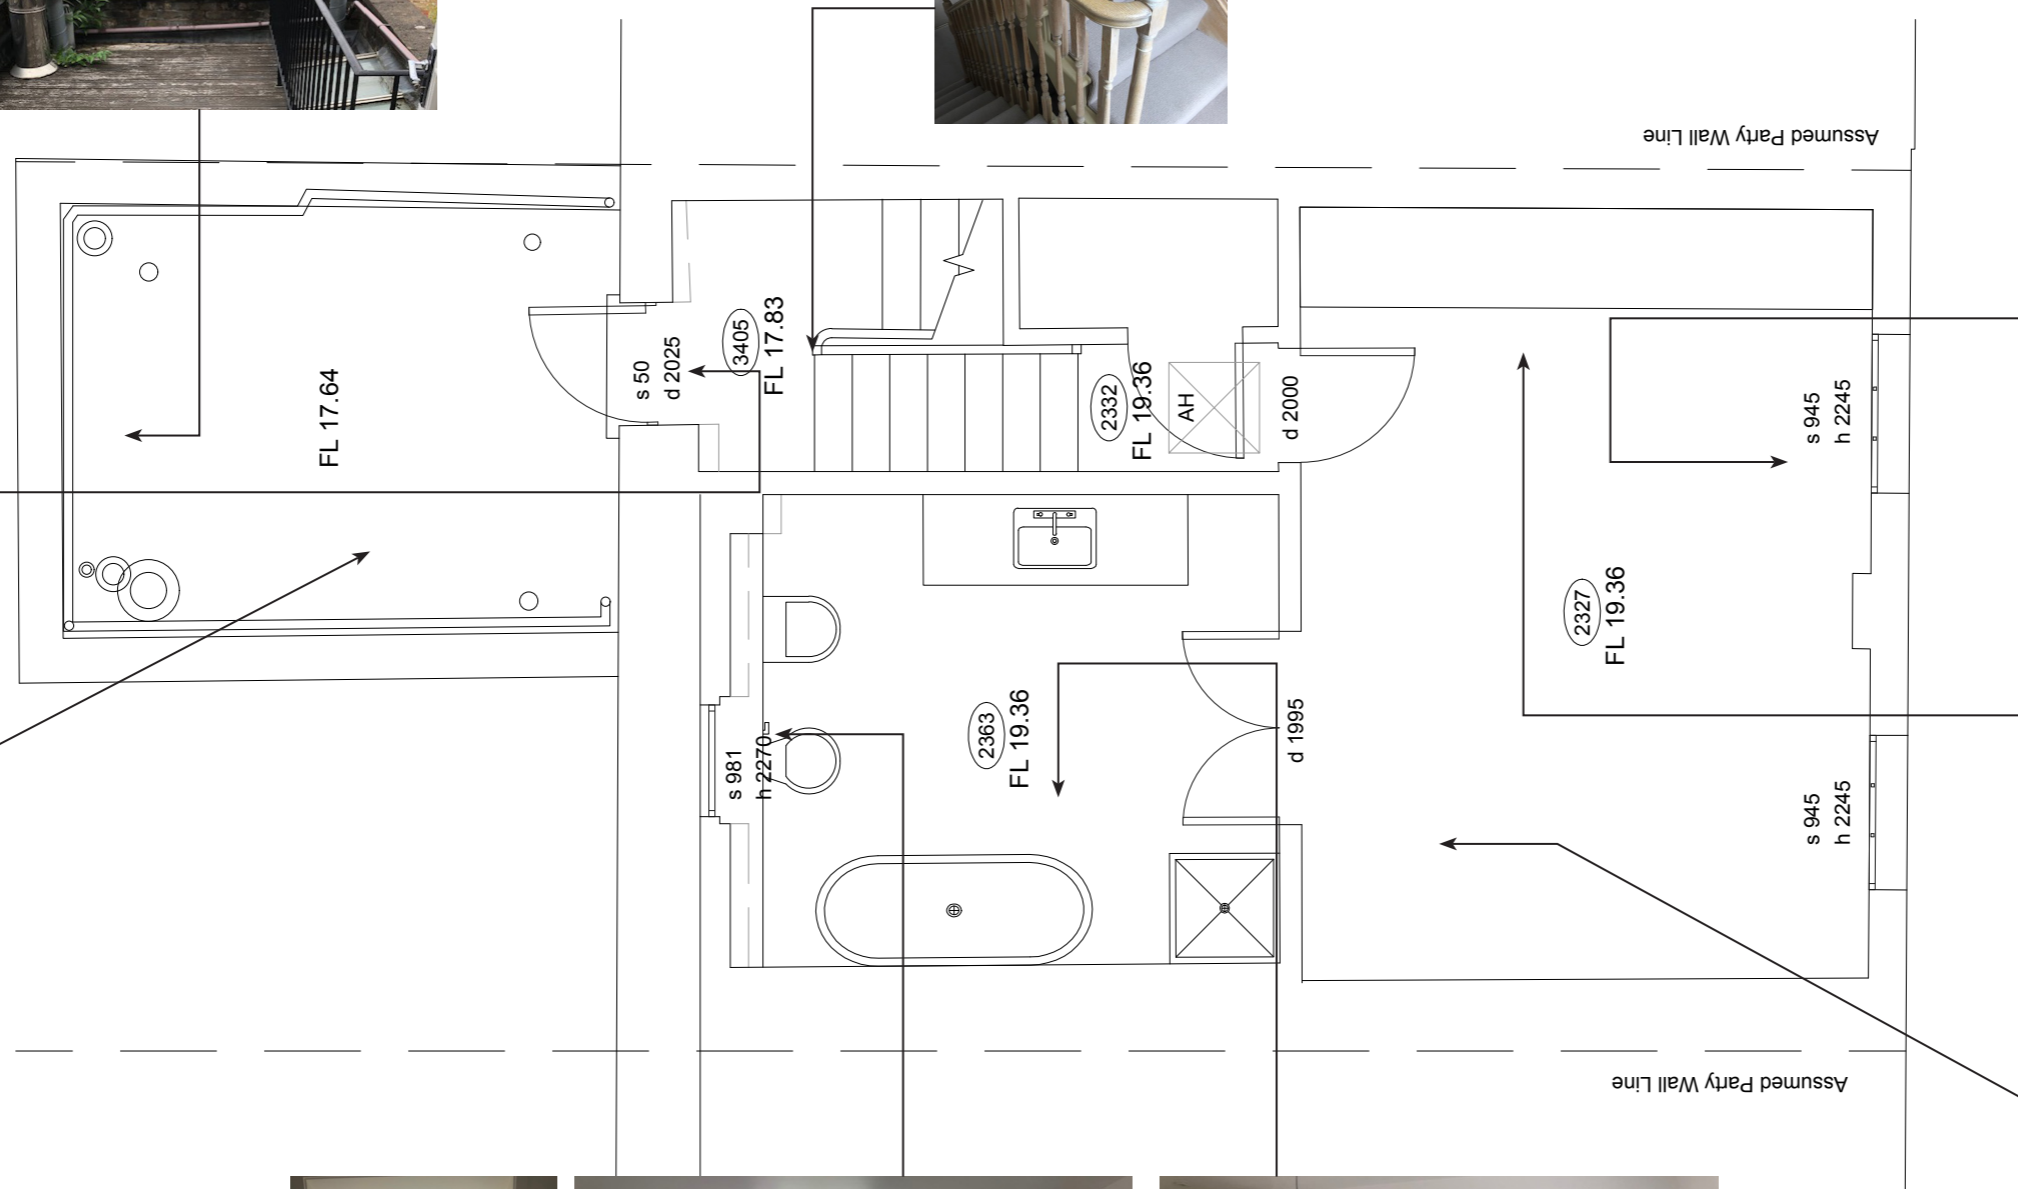 Assumed Party Wall Line
FL 17.64
s 50
d 2025
3405
FL 17.83
2332
FL 19.36
AH
d 2000
s 945
h 2245
2327
FL 19.36
2363
FL 19.36
s 981
h 2270
d 1995
s 945
h 2245
Assumed Party Wall Line